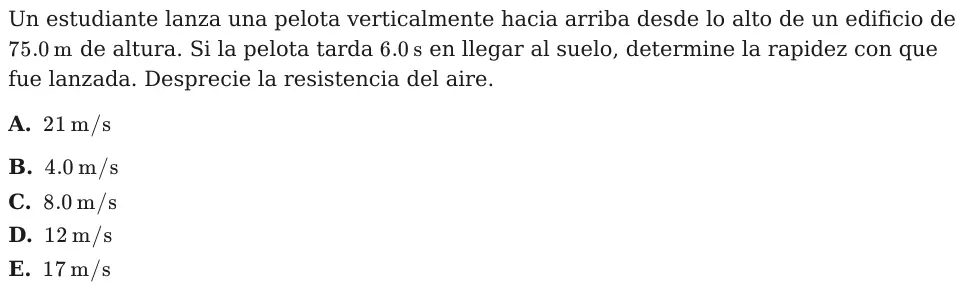 Un estudiante lanza una pelota verticalmente hacia arriba desde lo alto de un edificio de
75.0 m de altura. Si la pelota tarda 6.0 s en llegar al suelo, determine la rapidez con que
fue lanzada. Desprecie la resistencia del aire.
A. 21 m/s
B. 4.0 m/s
C. 8.0 m/s
D. 12 m/s
E. 17 m/s